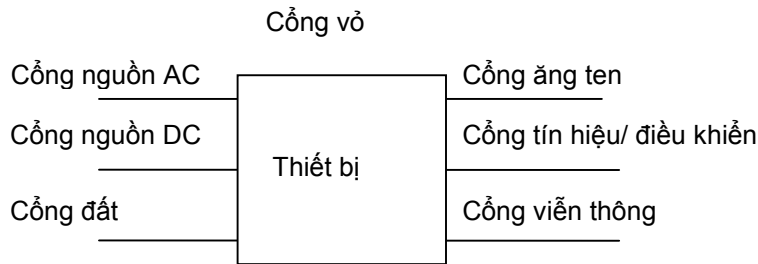 Cổng vỏ
Cổng nguồn AC
Cổng ăng ten
Cổng nguồn DC
Cổng tín hiệu/ điều khiển
Thiết bị
Cổng đất
Cổng viễn thông